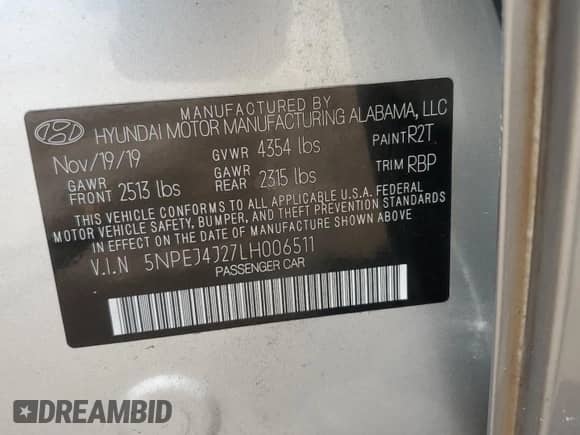 MANUFACTURED BY
HYUNDAI MOTOR MANUFACTURING ALABAMA, LLC
Nov/19/19 GVWR 4354 lbs PAINT R2T
GAWR FRONT 2513 lbs GAWR REAR 2315 lbs TRIM RBP
THIS VEHICLE CONFORMS TO ALL APPLICABLE U.S.A. FEDERAL
MOTOR VEHICLE SAFETY, BUMPER, AND THEFT PREVENTION STANDARDS
IN EFFECT ON THE DATE OF MANUFACTURE SHOWN ABOVE.
V.I.N 5NPEJ4J27LH006511
PASSENGER CAR
DREAMBID